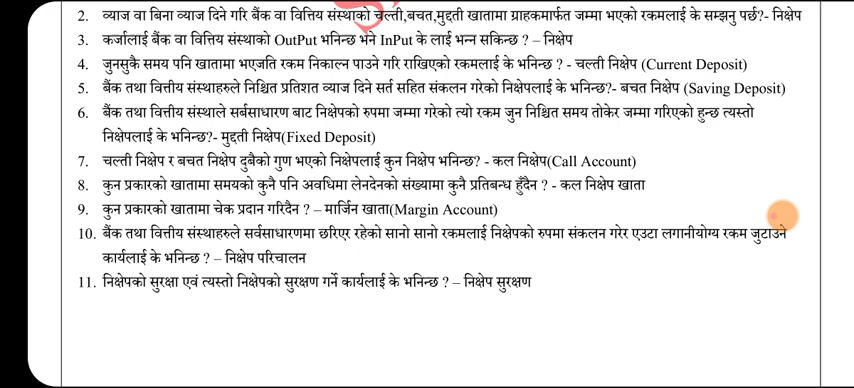 2. व्याज वा बिना व्याज दिने गरि बैंक वा वित्तिय संस्थाको चल्ती,बचत,मुद्दती खातामा ग्राहकमार्फत जम्मा भएको रकमलाई के सम्झनु पर्छ?- निक्षेप
3. कर्जालाई बैंक वा वित्तिय संस्थाको OutPut भनिन्छ भने InPut के लाई भन्न सकिन्छ ? – निक्षेप
4. जुनसुकै समय पनि खातामा भएजति रकम निकाल्न पाउने गरि राखिएको रकमलाई के भनिन्छ ? - चल्ती निक्षेप (Current Deposit)
5. बैंक तथा वित्तीय संस्थाहरुले निश्चित प्रतिशत व्याज दिने सर्त सहित संकलन गरेको निक्षेपलाई के भनिन्छ?- बचत निक्षेप (Saving Deposit)
6. बैंक तथा वित्तीय संस्थाले सर्बसाधारण बाट निक्षेपको रुपमा जम्मा गरेको त्यो रकम जुन निश्चित समय तोकेर जम्मा गरिएको हुन्छ त्यस्तो
निक्षेपलाई के भनिन्छ?- मुद्दती निक्षेप(Fixed Deposit)
7. चल्ती निक्षेप र बचत निक्षेप दुबैको गुण भएको निक्षेपलाई कुन निक्षेप भनिन्छ? - कल निक्षेप(Call Account)
8. कुन प्रकारको खातामा समयको कुनै पनि अवधिमा लेनदेनको संख्यामा कुनै प्रतिबन्ध हुँदैन ? - कल निक्षेप खाता
9. कुन प्रकारको खातामा चेक प्रदान गरिदैन ? – मार्जिन खाता(Margin Account)
10. बैंक तथा वित्तिय संस्थाहरुले सर्वसाधारणमा छरिएर रहेको सानो सानो रकमलाई निक्षेपको रुपमा संकलन गरेर एउटा लगानीयोग्य रकम जुटाउने
कार्यलाई के भनिन्छ ? – निक्षेप परिचालन
11. निक्षेपको सुरक्षा एवं त्यस्तो निक्षेपको सुरक्षण गर्ने कार्यलाई के भनिन्छ ? – निक्षेप सुरक्षण